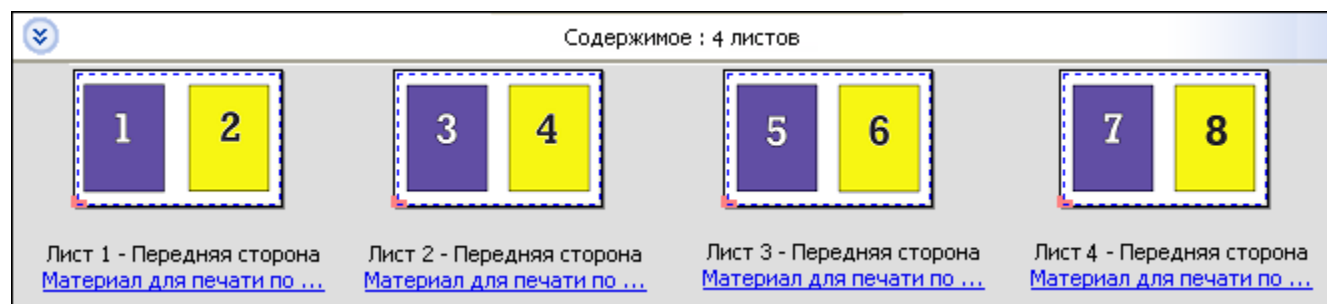 Содержимое : 4 листов
1 2
3 4
5 6
7 8
Лист 1 - Передняя сторона
Материал для печати по ...
Лист 2 - Передняя сторона
Материал для печати по ...
Лист 3 - Передняя сторона
Материал для печати по ...
Лист 4 - Передняя сторона
Материал для печати по ...